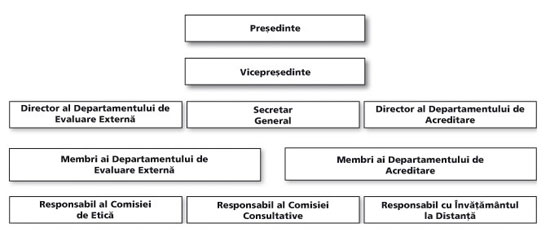 Președinte
Vicepreședinte
Director al Departamentului de
Evaluare Externă
Secretar
General
Director al Departamentului de
Acreditare
Membri ai Departamentului de
Evaluare Externă
Membri ai Departamentului de
Acreditare
Responsabil al Comisiei
de Etică
Responsabil al Comisiei
Consultative
Responsabil cu Învățământul
la Distanță